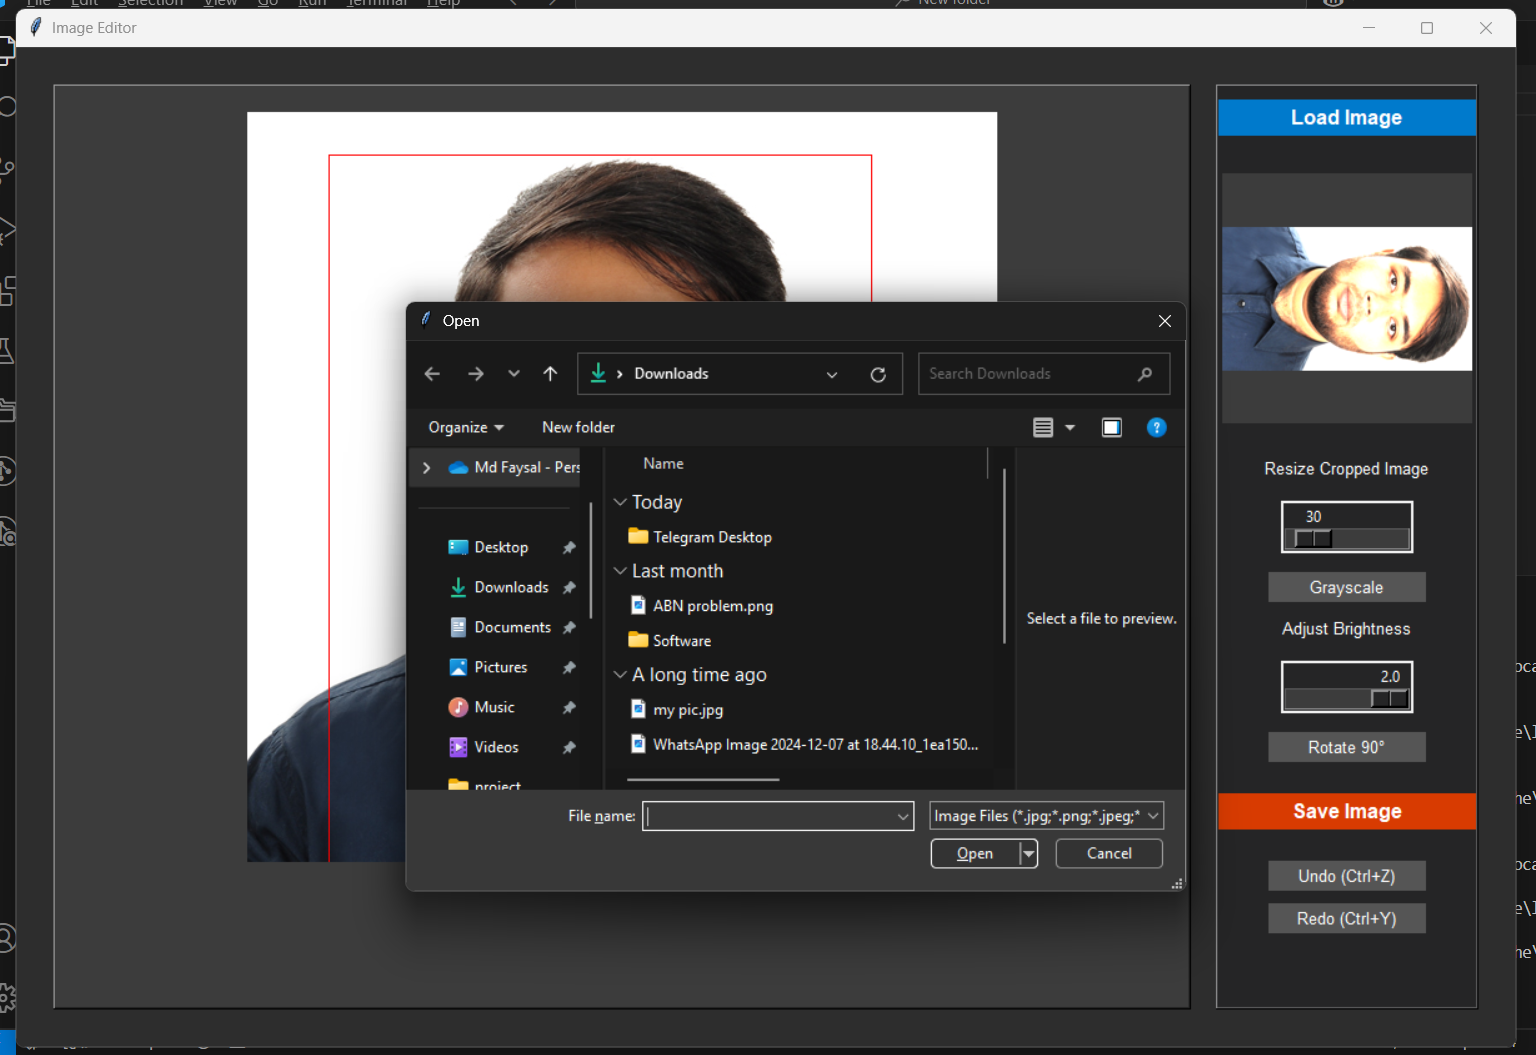 File Edit Selection View Go Run Terminal Help
New folder
Image Editor
Load Image
Open
Downloads
Search Downloads
Organize
New folder
Md Faysal - Pers
Name
Today
Telegram Desktop
Last month
ABN problem.png
Software
A long time ago
my pic.jpg
WhatsApp Image 2024-12-07 at 18.44.10_1ea150...
Desktop
Downloads
Documents
Pictures
Music
Videos
project
Select a file to preview.
File name:
Image Files (*.jpg;*.png;*.jpeg;*
Open
Cancel
Resize Cropped Image
30
Grayscale
Adjust Brightness
2.0
Rotate 90°
Save Image
Undo (Ctrl+Z)
Redo (Ctrl+Y)